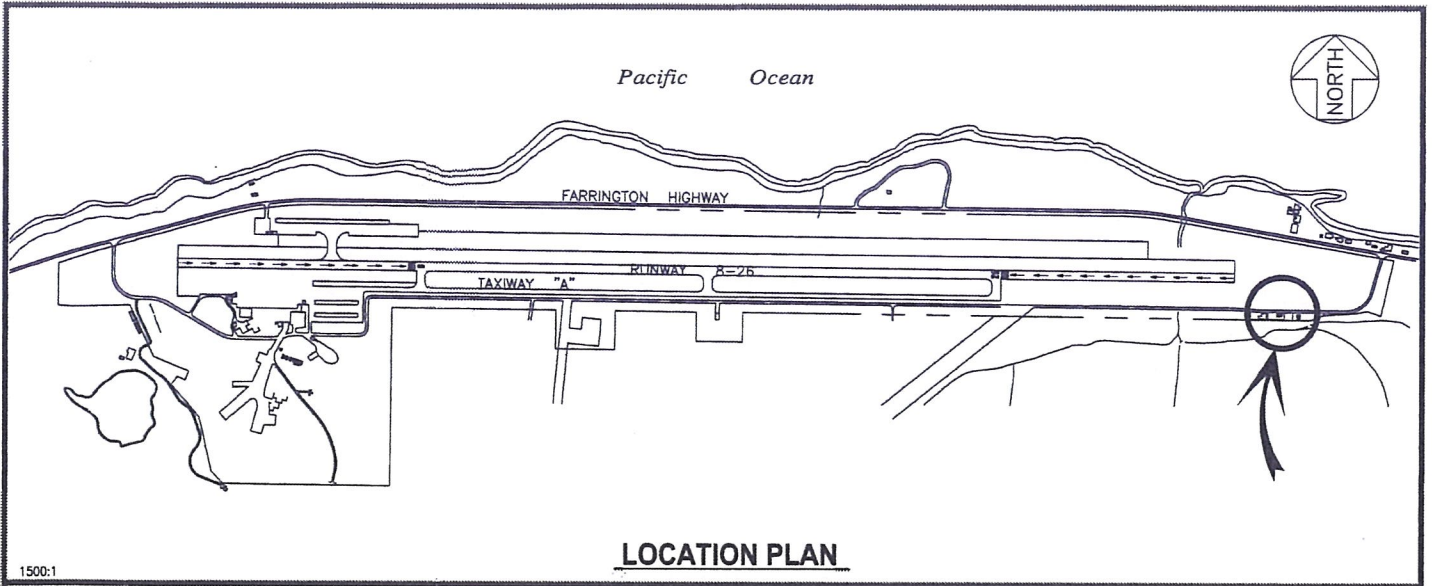 Pacific Ocean
NORTH
FARRINGTON HIGHWAY
RUNWAY 8-26
TAXIWAY "A"
LOCATION PLAN
1500:1